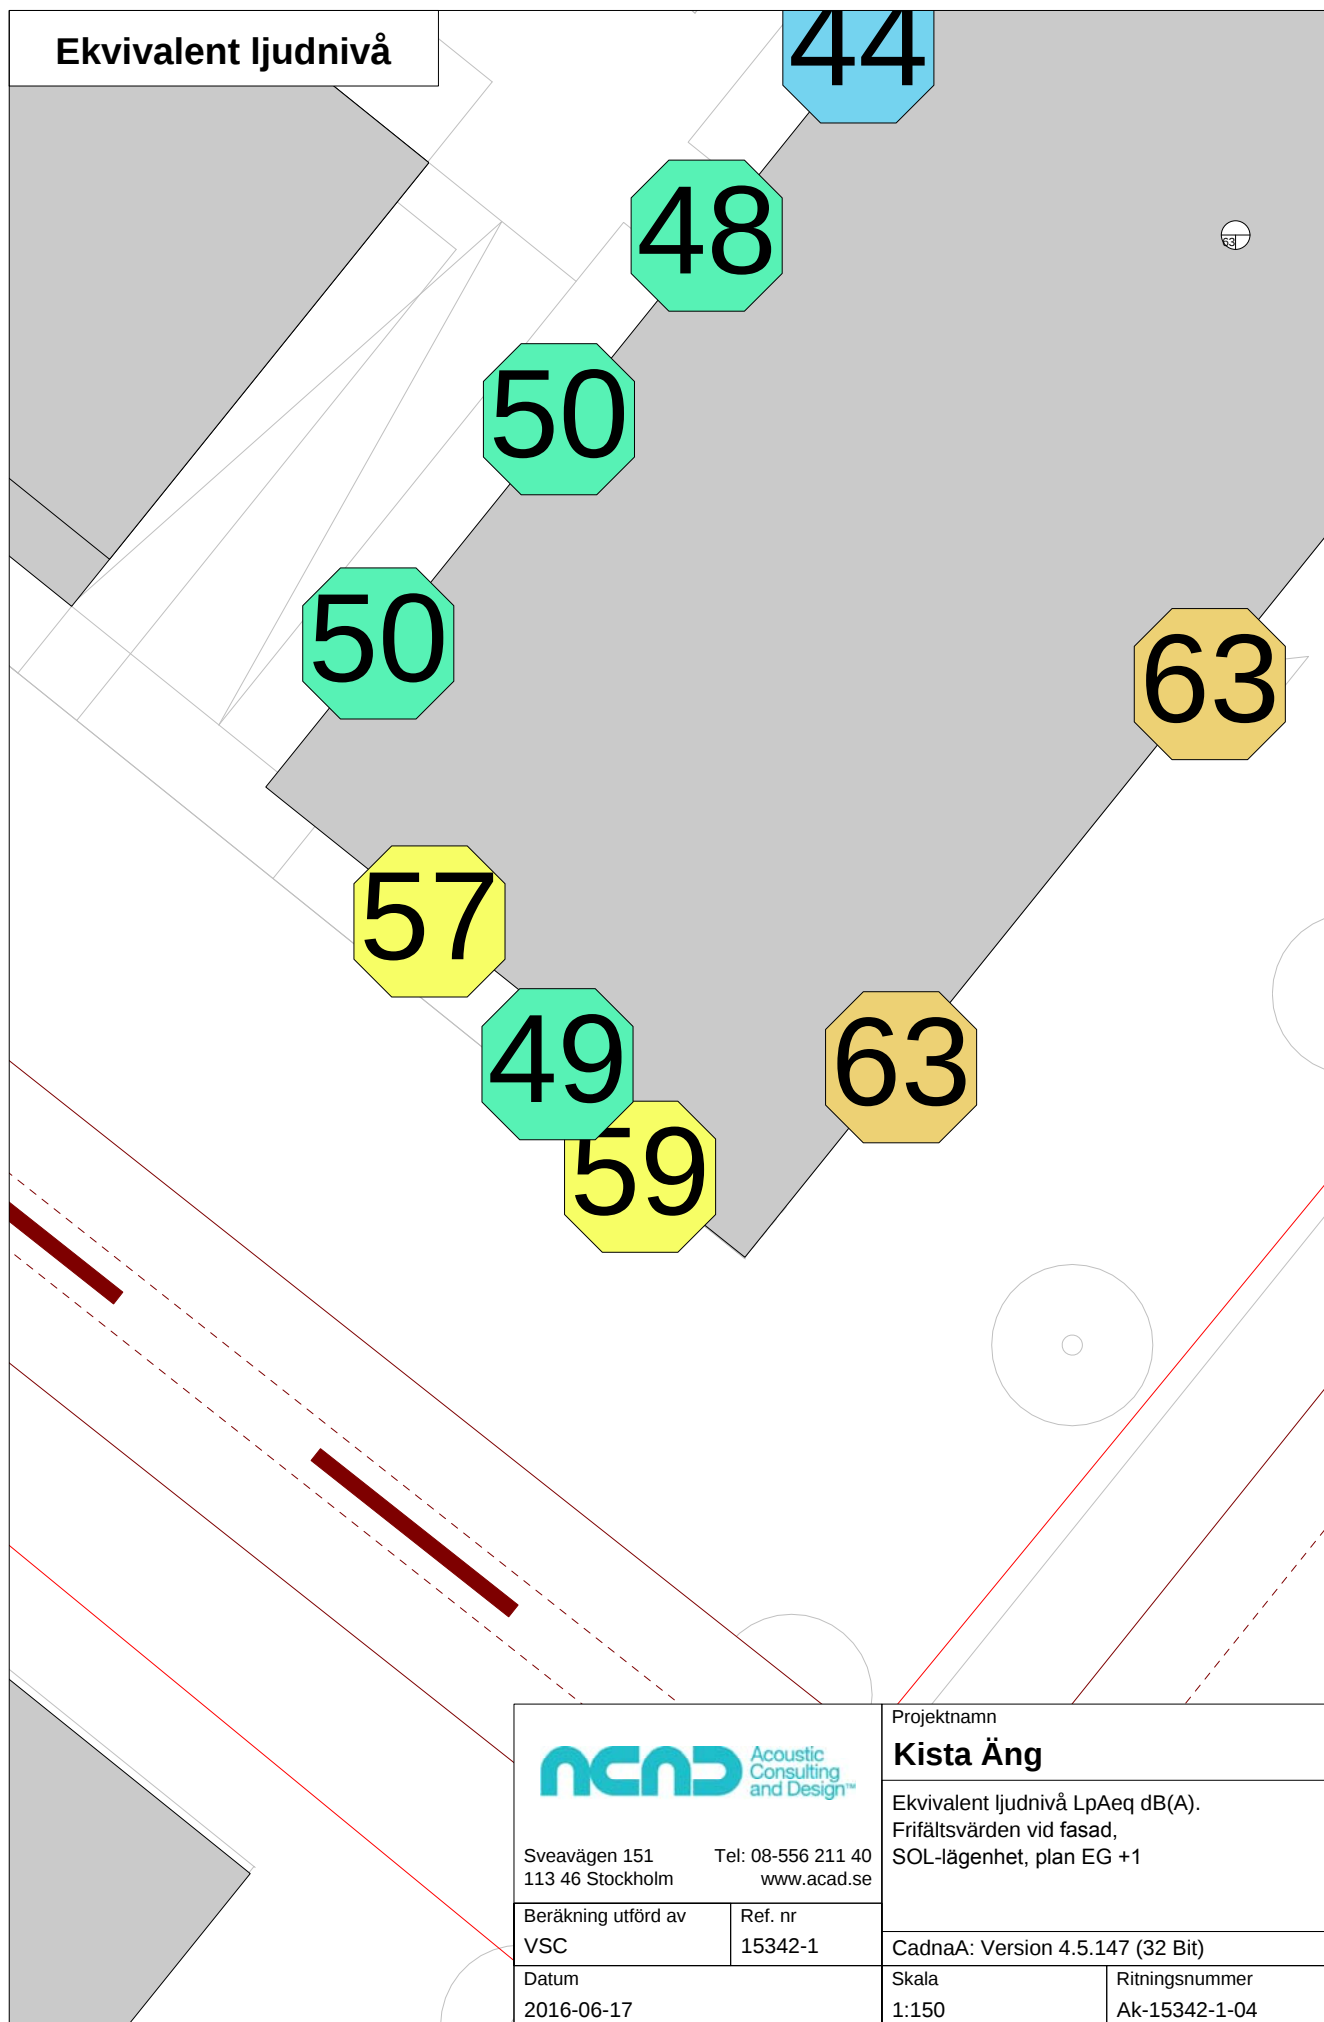 Ekvivalent ljudnivå
44
48
63
50
50
63
57
49
63
59
ACAD Acoustic
Consulting
and Design™
Sveavägen 151 Tel: 08-556 211 40
113 46 Stockholm www.acad.se
Beräkning utförd av
VSC
Ref. nr
15342-1
Datum
2016-06-17
Projektnamn
Kista Äng
Ekvivalent ljudnivå LpAeq dB(A).
Frifältsvärden vid fasad,
SOL-lägenhet, plan EG +1
CadnaA: Version 4.5.147 (32 Bit)
Skala
1:150
Ritningsnummer
Ak-15342-1-04